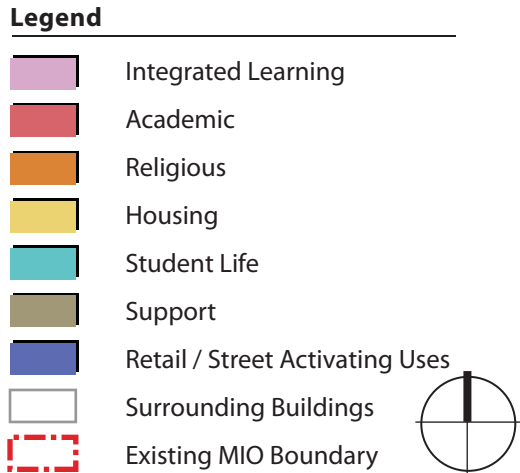 Legend
Integrated Learning
Academic
Religious
Housing
Student Life
Support
Retail / Street Activating Uses
Surrounding Buildings
Existing MIO Boundary